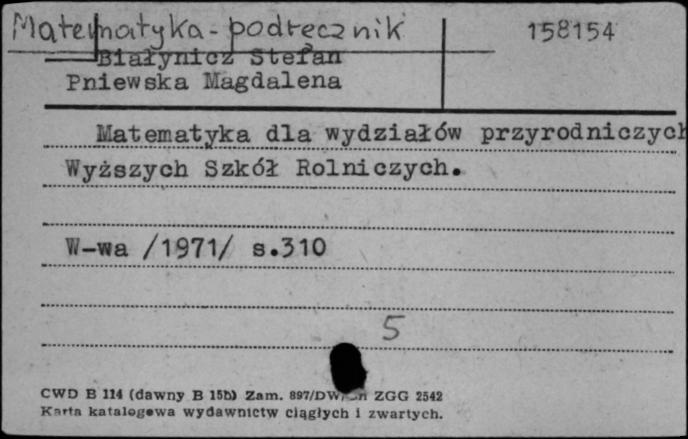 Matematyka - podręcznik
158154
Białynicz Stefan
Pniewska Magdalena
Matematyka dla wydziałów przyrodniczych
Wyższych Szkół Rolniczych.
W-wa /1971/ s.310
5
CWD B 114 (dawny B 15b) Zam. 897/DW ZGG 2542
Karta katalogowa wydawnictw ciągłych i zwartych.